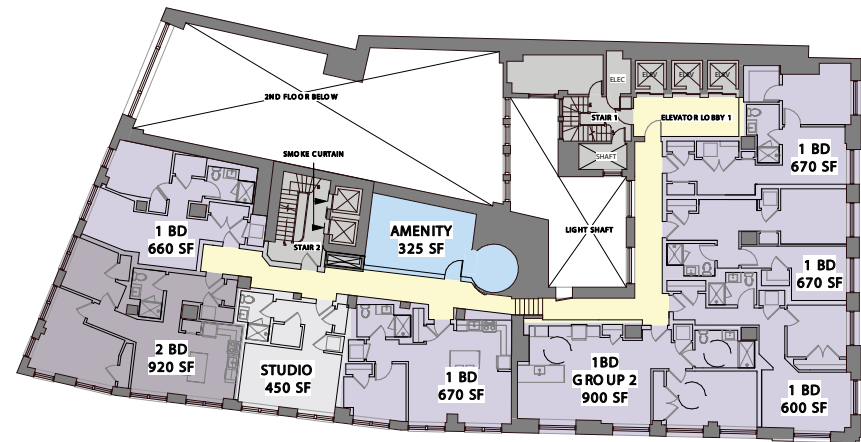 ELEV
ELEV
ELEV
ELEC
2ND FLOOR BELOW
STAIR 1
ELEVATOR LOBBY 1
SMOKE CURTAIN
SHAFT
1 BD
670 SF
1 BD
660 SF
AMENITY
325 SF
LIGHT SHAFT
STAIR 2
1 BD
670 SF
2 BD
920 SF
STUDIO
450 SF
1 BD
670 SF
1BD
GROUP 2
900 SF
1 BD
600 SF